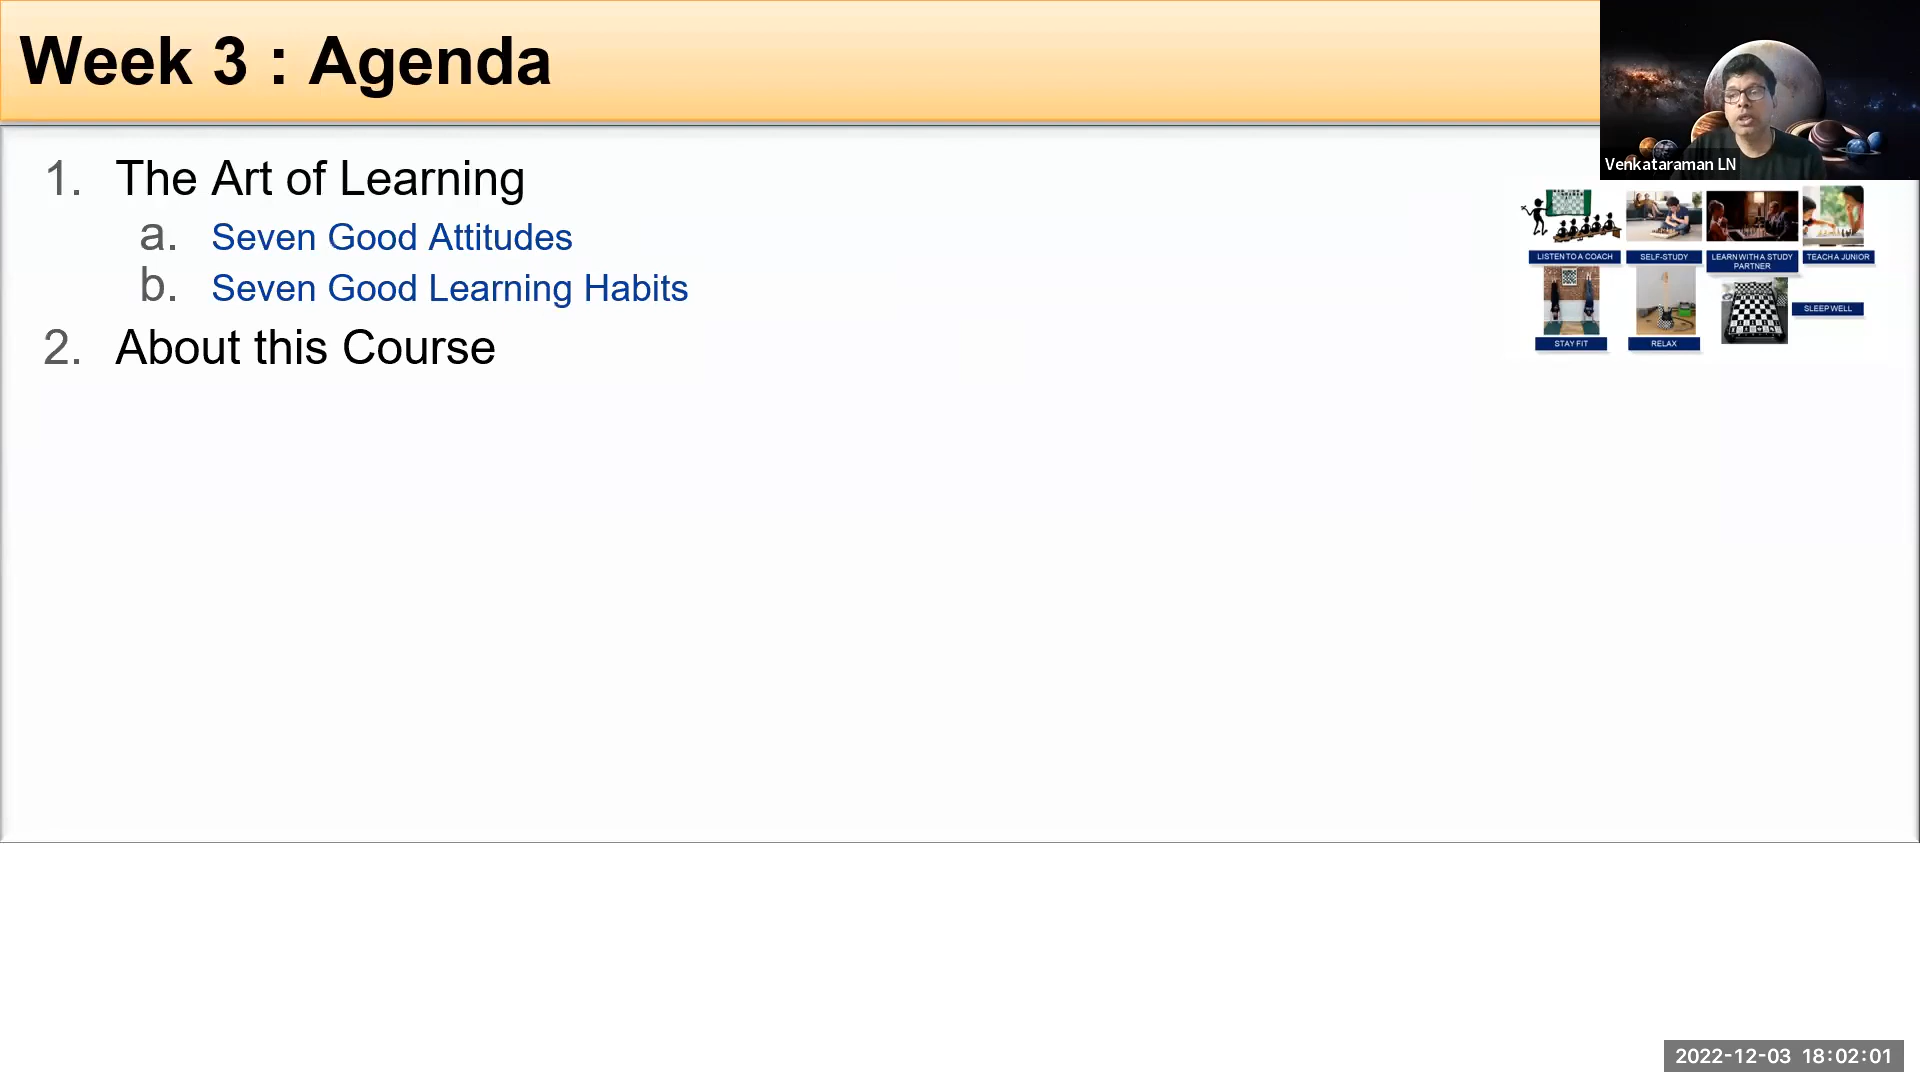 Week 3 : Agenda
1. The Art of Learning
a. Seven Good Attitudes
b. Seven Good Learning Habits
2. About this Course
Venkataraman LN
LISTEN TO A COACH
SELF-STUDY
LEARN WITH A STUDY
PARTNER
TEACH A JUNIOR
SLEEP WELL
STAY FIT
RELAX
2022-12-03 18:02:01